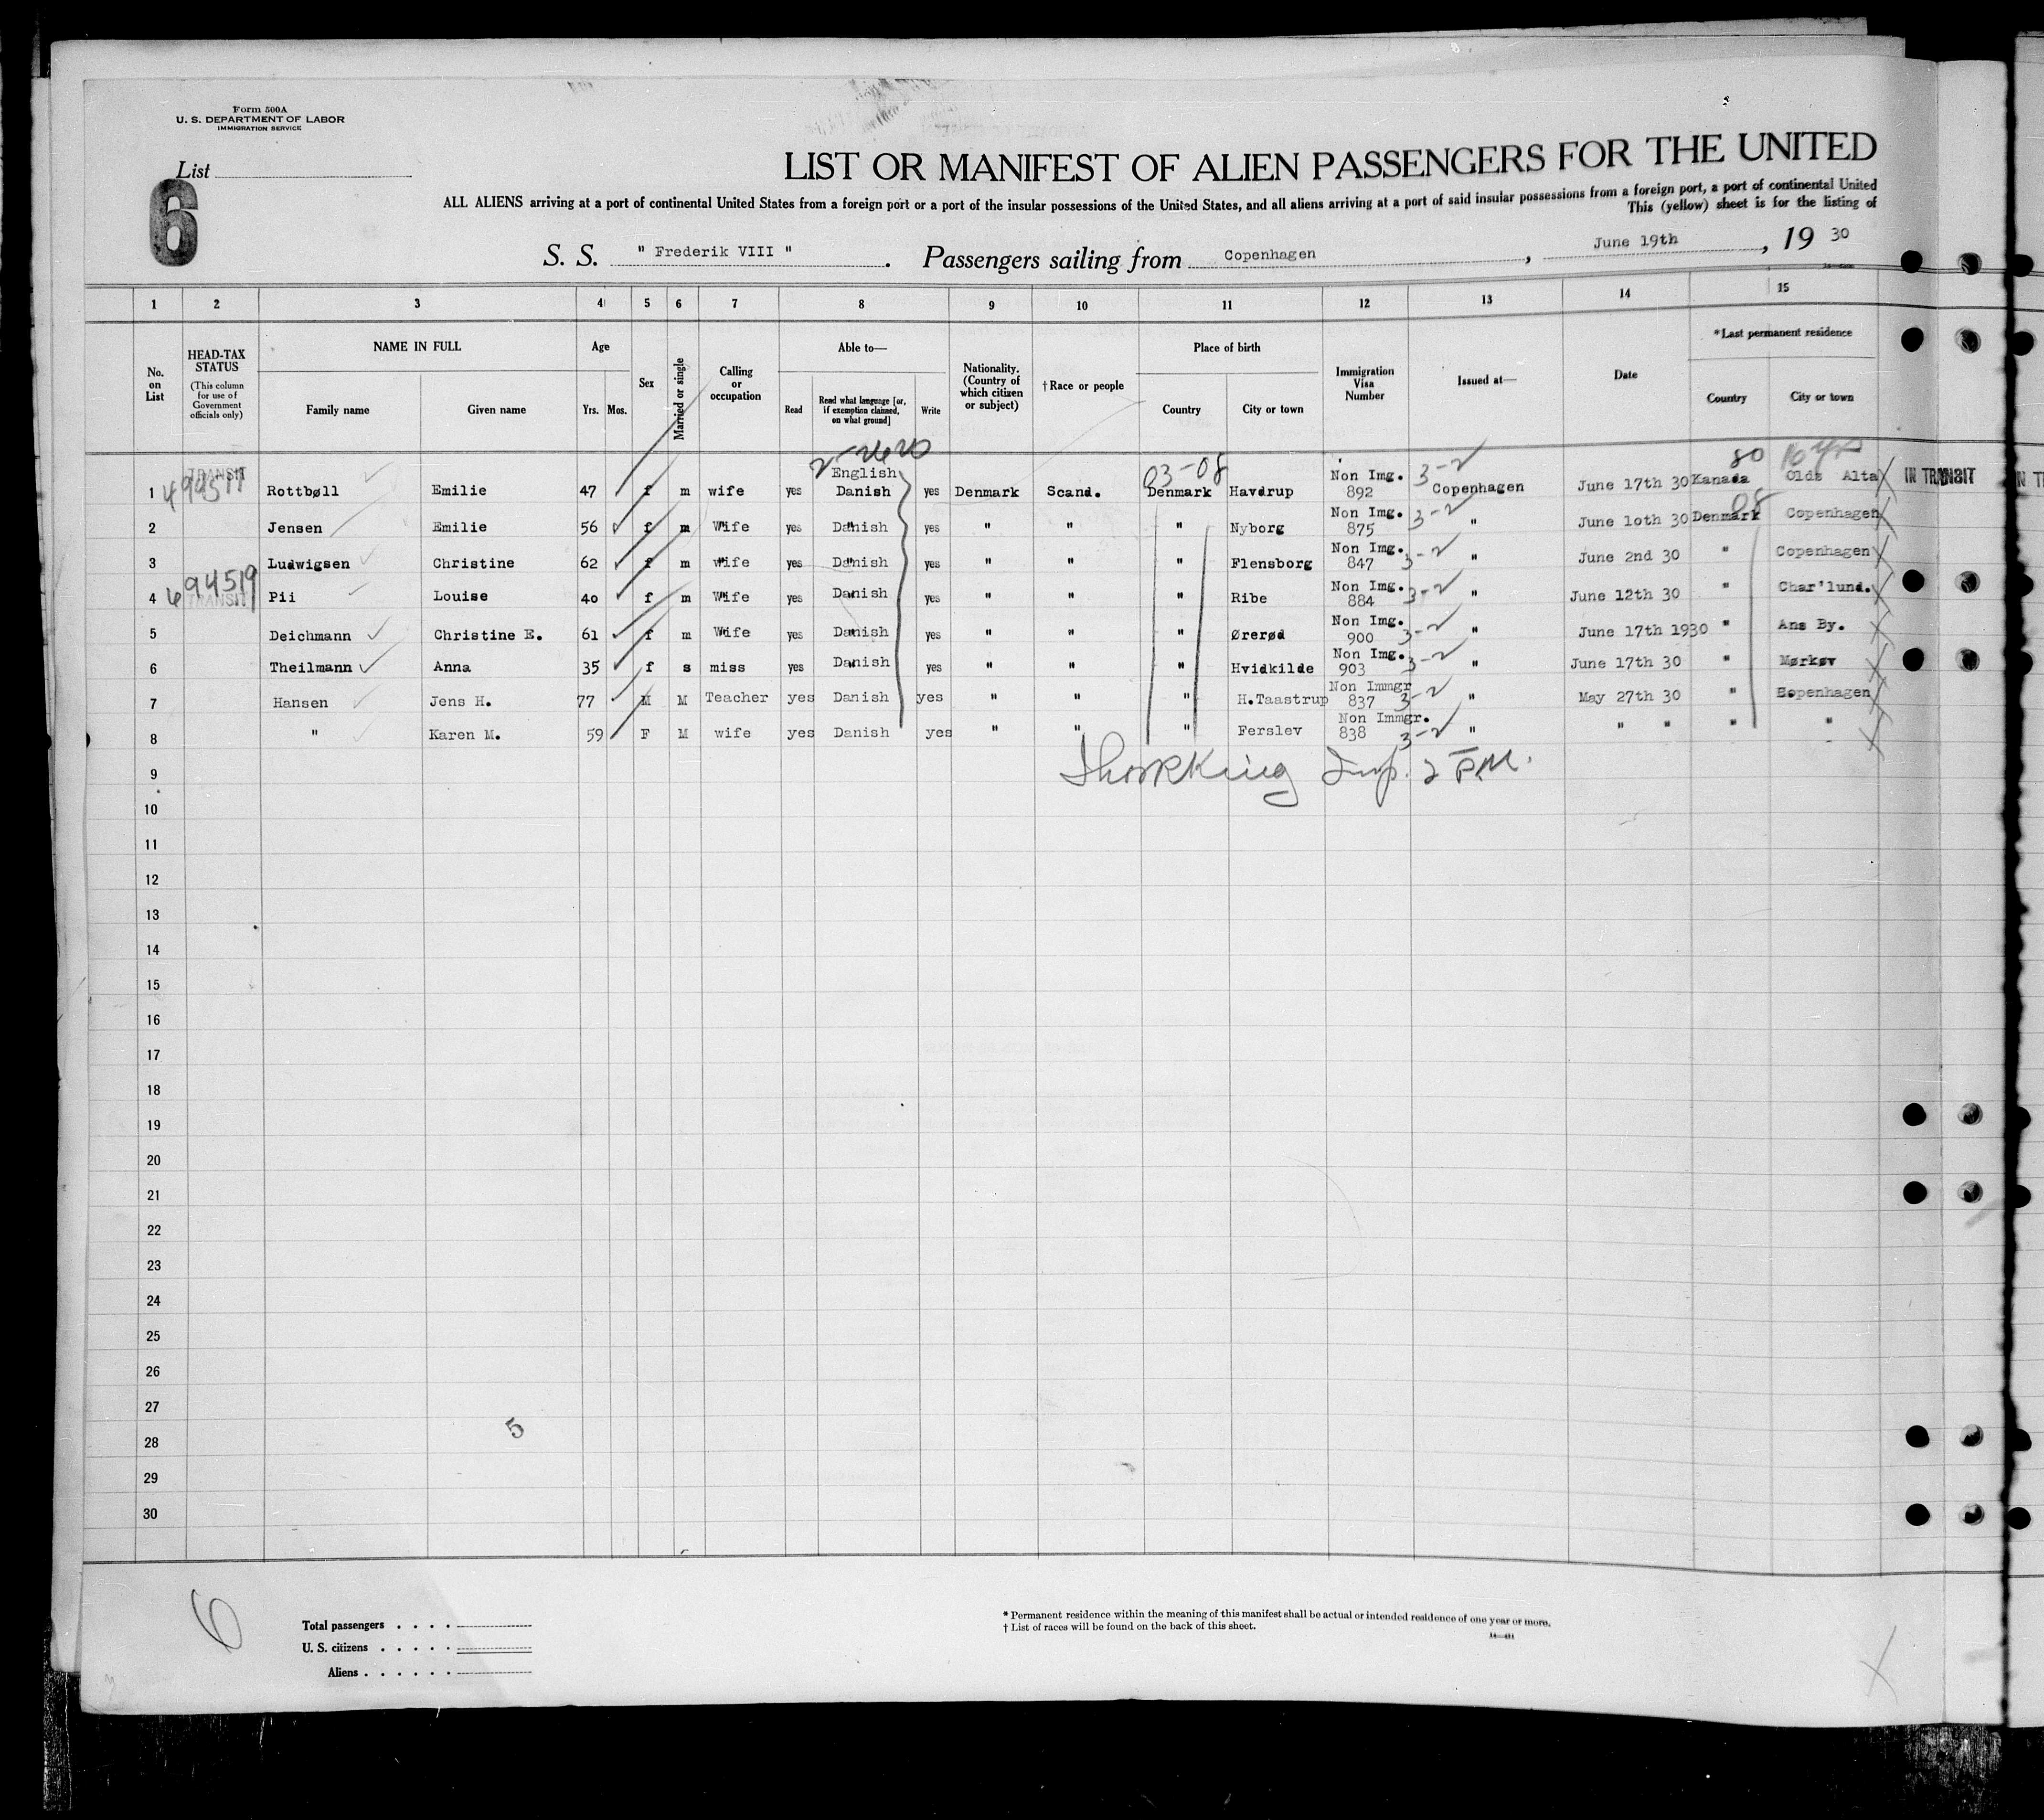 Form 500A
U. S. DEPARTMENT OF LABOR
IMMIGRATION SERVICE
List
6
LIST OR MANIFEST OF ALIEN PASSENGERS FOR THE UNITED
ALL ALIENS arriving at a port of continental United States from a foreign port or a port of the insular possessions of the United States, and all aliens arriving at a port of said insular possessions from a foreign port, a port of continental United
This (yellow) sheet is for the listing of
S. S. " Frederik VIII " . Passengers sailing from Copenhagen , June 19th , 19 30
1 2 3 4 5 6 7 8 9 10 11 12 13 14 15
No. on List
HEAD-TAX STATUS (This column for use of Government officials only)
NAME IN FULL
Family name Given name
Age
Yrs. Mos.
Sex
Married or single
Calling or occupation
Able to—
Read
Read what language [or, if exemption claimed, on what ground]
Write
Nationality. (Country of which citizen or subject)
†Race or people
Place of birth
Country City or town
Immigration Visa Number
Issued at—
Date
*Last permanent residence
Country City or town
03-08 80
TRANSIT English Non Img. 3-2
1 Rottbøll Emilie 47 f m wife yes Danish yes Denmark Scand. Denmark Havdrup 892 Copenhagen June 17th 30 Kanada Olds Alta IN TRANSIT
Non Img. 3-2 08
2 Jensen Emilie 56 f m Wife yes Danish yes " " " Nyborg 875 " June 1oth 30 Denmark Copenhagen
Non Img. 3-2
3 Ludwigsen Christine 62 f m Wife yes Danish yes " " " Flensborg 847 " June 2nd 30 " Copenhagen
694519 Non Img. 3-2
4 TRANSIT Pii Louise 40 f m Wife yes Danish yes " " " Ribe 884 " June 12th 30 " Char'lund.
Non Img. 3-2
5 Deichmann Christine E. 61 f m Wife yes Danish yes " " " Ørerød 900 " June 17th 1930 " Ans By.
Non Img. 3-2
6 Theilmann Anna 35 f s miss yes Danish yes " " " Hvidkilde 903 " June 17th 30 " Mørkøv
Non Immgr 3-2
7 Hansen Jens H. 77 M M Teacher yes Danish yes " " " H.Taastrup 837 " May 27th 30 " Copenhagen
Non Immgr. 3-2
8 " Karen M. 59 F M wife yes Danish yes " " " Ferslev 838 " " " " "
9
10
11
12
13
14
15
16
17
18
19
20
21
22
23
24
25
26
27
5
28
29
30
6
Total passengers . . . .
U. S. citizens . . . . .
Aliens . . . . . .
* Permanent residence within the meaning of this manifest shall be actual or intended residence of one year or more.
† List of races will be found on the back of this sheet.